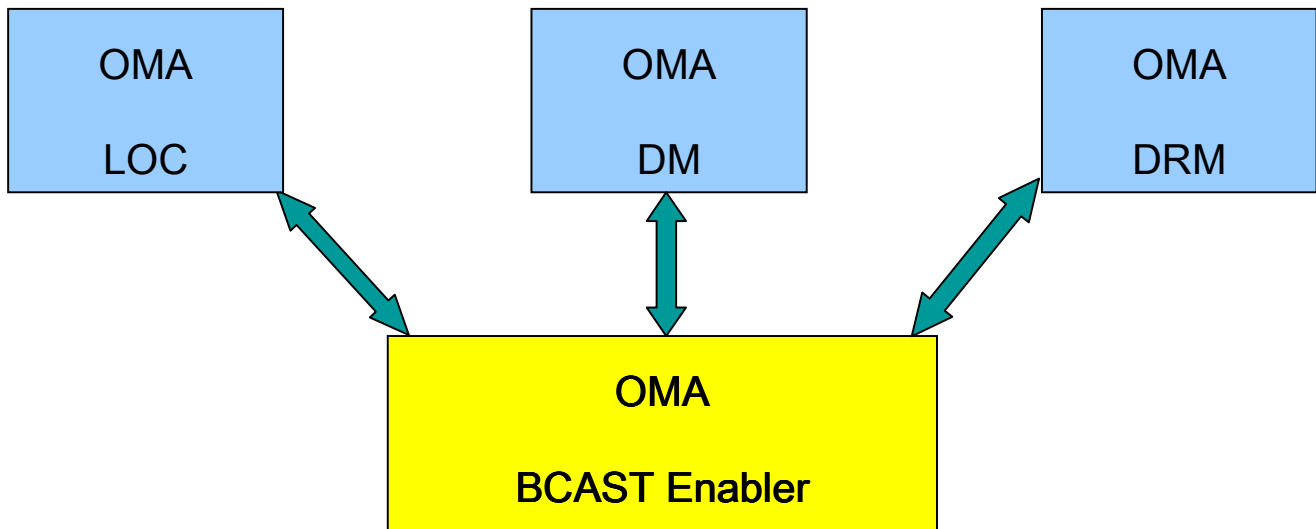 OMA
LOC
OMA
DM
OMA
DRM
OMA
BCAST Enabler